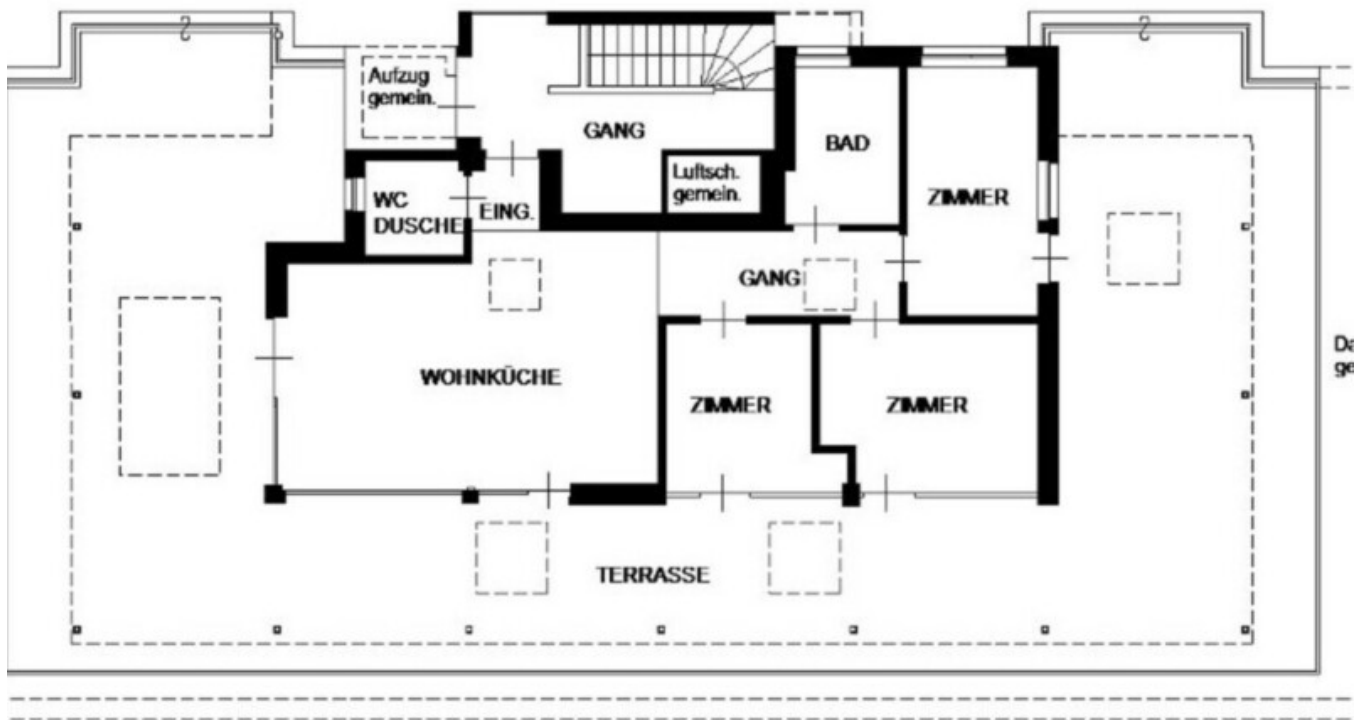 Aufzug
gemein.
GANG
BAD
Luftsch.
gemein.
WC
DUSCHE
EING.
ZIMMER
GANG
WOHNKÜCHE
ZIMMER
ZIMMER
TERRASSE